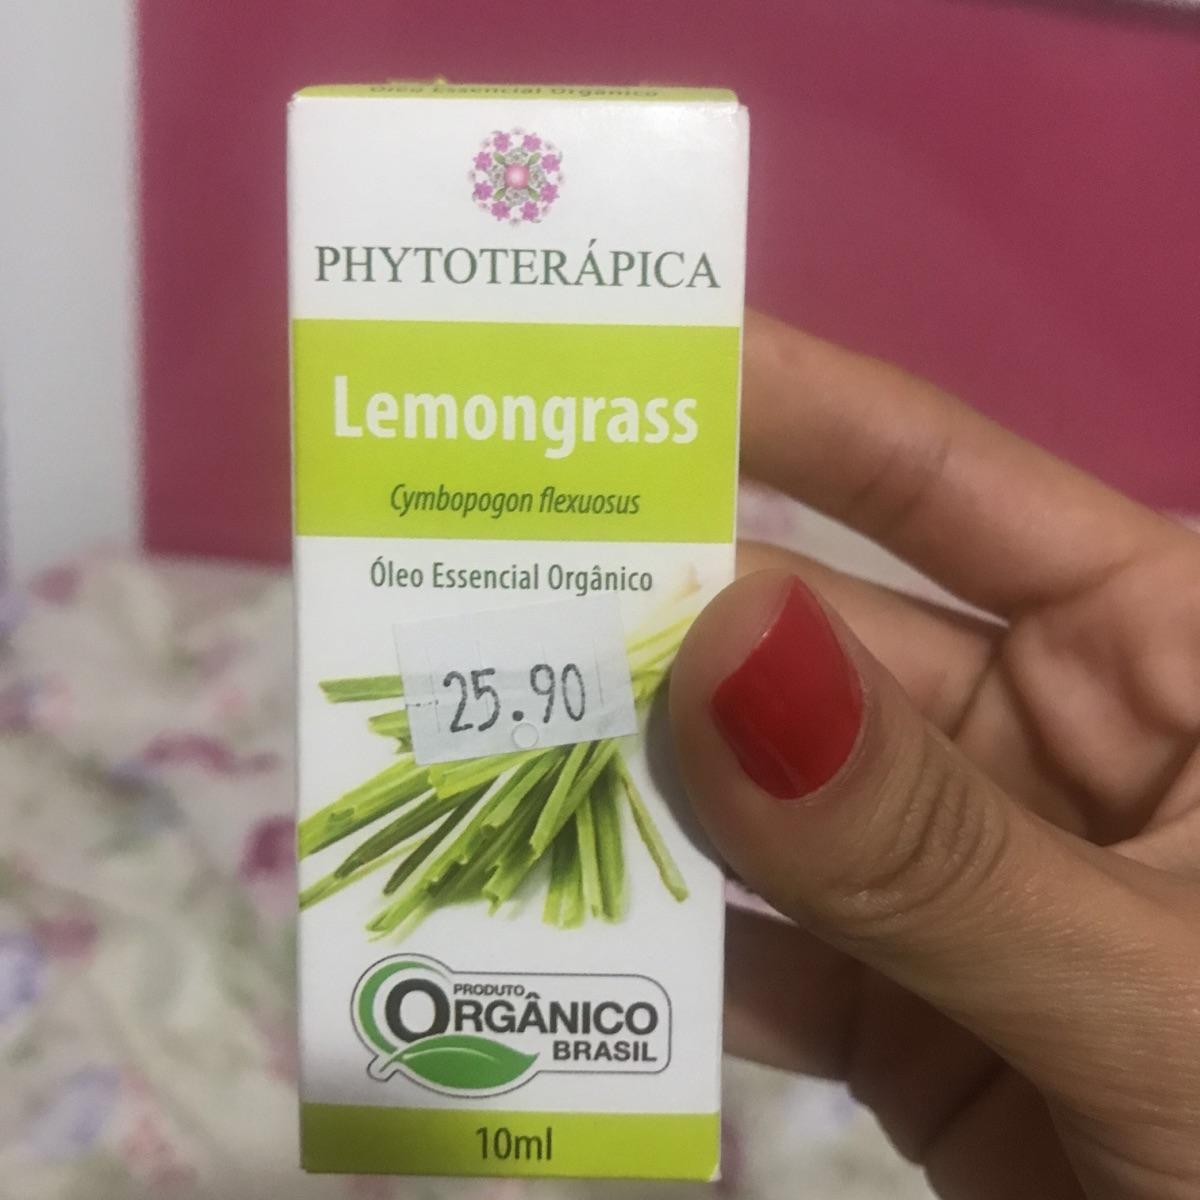 Óleo Essencial Orgânico
PHYTOTERÁPICA
Lemongrass
Cymbopogon flexuosus
Óleo Essencial Orgânico
25.90
PRODUTO
ORGÂNICO
BRASIL
10ml